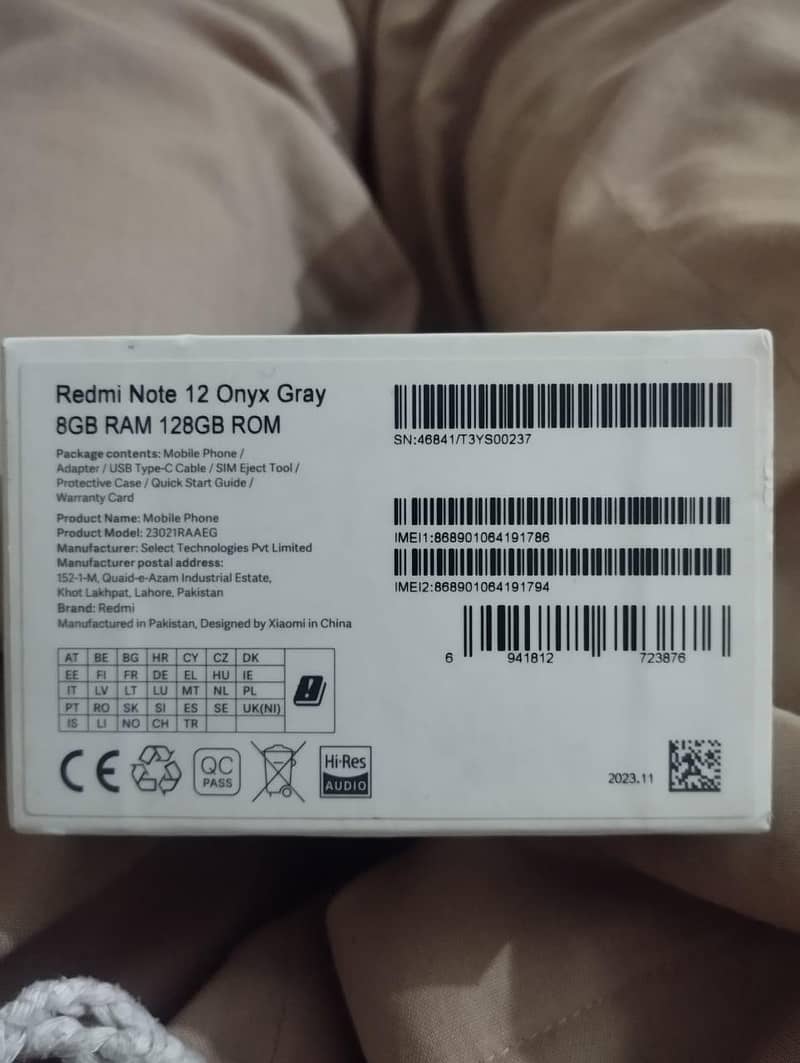 Redmi Note 12 Onyx Gray
8GB RAM 128GB ROM
Package contents: Mobile Phone /
Adapter / USB Type-C Cable / SIM Eject Tool /
Protective Case / Quick Start Guide /
Warranty Card
Product Name: Mobile Phone
Product Model: 23021RAAEG
Manufacturer: Select Technologies Pvt Limited
Manufacturer postal address:
152-1-M, Quaid-e-Azam Industrial Estate,
Khot Lakhpat, Lahore, Pakistan
Brand: Redmi
Manufactured in Pakistan, Designed by Xiaomi in China
AT BE BG HR CY CZ DK
EE FI FR DE EL HU IE
IT LV LT LU MT NL PL
PT RO SK SI ES SE UK(NI)
IS LI NO CH TR
CE
QC
PASS
Hi-Res
AUDIO
SN:46841/T3YS00237
IMEI1:868901064191786
IMEI2:868901064191794
6 941812 723876
2023.11